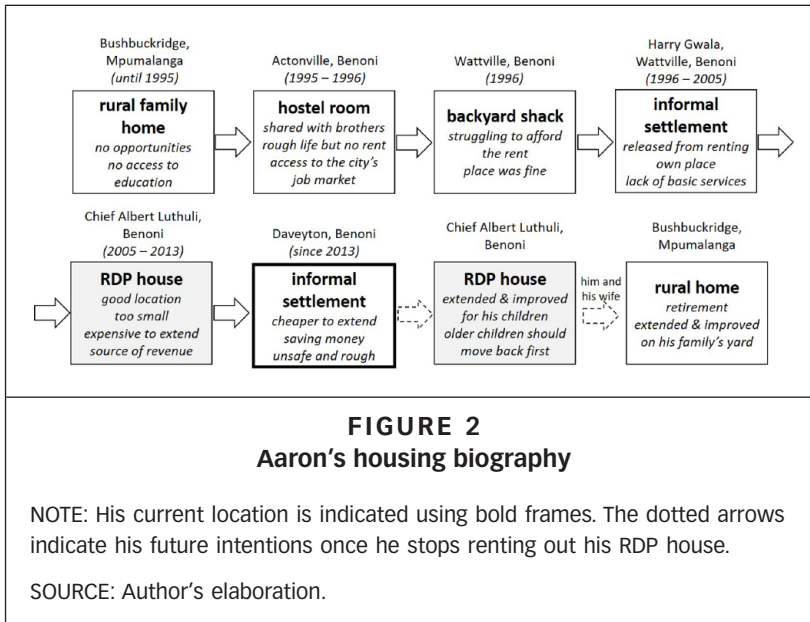 Bushbuckridge,
Mpumalanga
(until 1995)
rural family
home
no opportunities
no access to
education
Actonville, Benoni
(1995 – 1996)
hostel room
shared with brothers
rough life but no rent
access to the city's
job market
Wattville, Benoni
(1996)
backyard shack
struggling to afford
the rent
place was fine
Harry Gwala,
Wattville, Benoni
(1996 – 2005)
informal
settlement
released from renting
own place
lack of basic services
Chief Albert Luthuli,
Benoni
(2005 – 2013)
RDP house
good location
too small
expensive to extend
source of revenue
Daveyton, Benoni
(since 2013)
informal
settlement
cheaper to extend
saving money
unsafe and rough
Chief Albert Luthuli,
Benoni
RDP house
extended & improved
for his children
older children should
move back first
him and
his wife
Bushbuckridge,
Mpumalanga
rural home
retirement
extended & improved
on his family's yard
FIGURE 2
Aaron's housing biography
NOTE: His current location is indicated using bold frames. The dotted arrows
indicate his future intentions once he stops renting out his RDP house.
SOURCE: Author's elaboration.